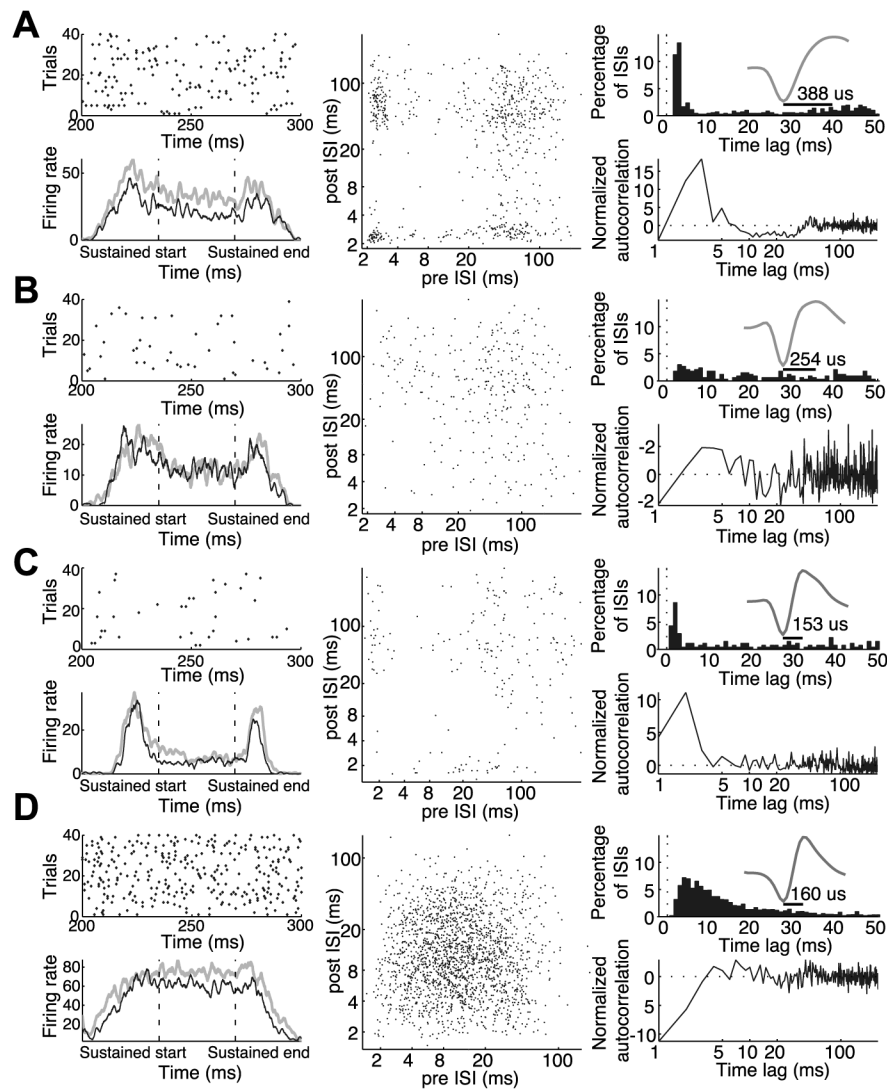 A
Trials
40
20
0
200
250
300
Time (ms)
Firing rate
50
0
Sustained start
Sustained end
Time (ms)
post ISI (ms)
100
20
8
4
2
2
4
8
20
100
pre ISI (ms)
Percentage
of ISIs
10
5
0
388 us
0
10
20
30
40
50
Time lag (ms)
Normalized
autocorrelation
15
10
5
0
1
5
10
20
100
Time lag (ms)
B
Trials
40
20
0
200
250
300
Time (ms)
Firing rate
20
10
0
Sustained start
Sustained end
Time (ms)
post ISI (ms)
100
20
8
4
2
2
4
8
20
100
pre ISI (ms)
Percentage
of ISIs
10
5
0
254 us
0
10
20
30
40
50
Time lag (ms)
Normalized
autocorrelation
-2
0
-2
1
5
10
20
100
Time lag (ms)
C
Trials
40
20
0
200
250
300
Time (ms)
Firing rate
20
0
Sustained start
Sustained end
Time (ms)
post ISI (ms)
100
20
8
4
2
2
4
8
20
100
pre ISI (ms)
Percentage
of ISIs
10
5
0
153 us
0
10
20
30
40
50
Time lag (ms)
Normalized
autocorrelation
10
5
0
1
5
10
20
100
Time lag (ms)
D
Trials
40
20
0
200
250
300
Time (ms)
Firing rate
80
60
40
20
Sustained start
Sustained end
Time (ms)
post ISI (ms)
100
20
8
4
2
2
4
8
20
100
pre ISI (ms)
Percentage
of ISIs
10
5
0
160 us
0
10
20
30
40
50
Time lag (ms)
Normalized
autocorrelation
0
5
-10
1
5
10
20
100
Time lag (ms)